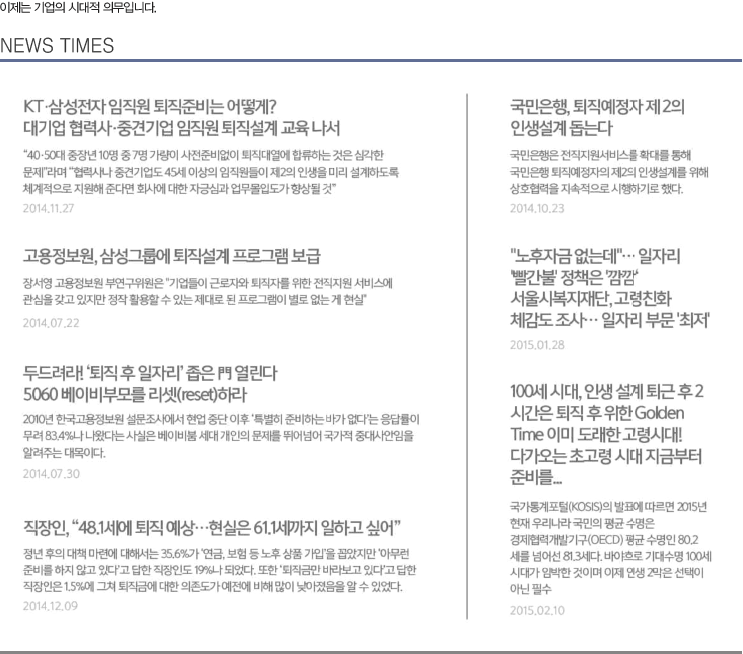 이제는 기업의 시대적 의무입니다.
NEWS TIMES
KT·삼성전자 임직원 퇴직준비는 어떻게?
대기업 협력사·중견기업 임직원 퇴직설계 교육 나서
“40·50대 중장년 10명 중 7명 가량이 사전준비없이 퇴직대열에 합류하는 것은 심각한
문제”라며 “협력사나 중견기업도 45세 이상의 임직원들이 제2의 인생을 미리 설계하도록
체계적으로 지원해 준다면 회사에 대한 자긍심과 업무몰입도가 향상될 것”
2014.11.27
고용정보원, 삼성그룹에 퇴직설계 프로그램 보급
장서영 고용정보원 부연구위원은 “기업들이 근로자와 퇴직자를 위한 전직지원 서비스에
관심을 갖고 있지만 정작 활용할 수 있는 제대로 된 프로그램이 별로 없는 게 현실”
2014.07.22
두드려라! ‘퇴직 후 일자리’ 좁은 門 열린다
5060 베이비부모를 리셋(reset)하라
2010년 한국고용정보원 설문조사에서 현업 중단 이후 ‘특별히 준비하는 바가 없다’는 응답률이
무려 83.4%나 나왔다는 사실은 베이비붐 세대 개인의 문제를 뛰어넘어 국가적 중대사안임을
알려주는 대목이다.
2014.07.30
직장인, “48.1세에 퇴직 예상…현실은 61.1세까지 일하고 싶어”
정년 후의 대책 마련에 대해서는 35.6%가 ‘연금, 보험 등 노후 상품 가입’을 꼽았지만 ‘아무런
준비를 하지 않고 있다’고 답한 직장인도 19%나 되었다. 또한 ‘퇴직금만 바라보고 있다’고 답한
직장인은 1.5%에 그쳐 퇴직금에 대한 의존도가 예전에 비해 많이 낮아졌음을 알 수 있었다.
2014.12.09
국민은행, 퇴직예정자 제 2의
인생설계 돕는다
국민은행은 전직지원서비스를 확대를 통해
국민은행 퇴직예정자의 제2의 인생설계를 위해
상호협력을 지속적으로 시행하기로 했다.
2014.10.23
"노후자금 없는데"… 일자리
'빨간불' 정책은 '깜깜'
서울시복지재단, 고령친화
체감도 조사… 일자리 부문 '최저'
2015.01.28
100세 시대, 인생 설계 퇴근 후 2
시간은 퇴직 후 위한 Golden
Time 이미 도래한 고령시대!
다가오는 초고령 시대 지금부터
준비를...
국가통계포털(KOSIS)의 발표에 따르면 2015년
현재 우리나라 국민의 평균 수명은
경제협력개발기구(OECD) 평균 수명인 80.2
세를 넘어선 81.3세다. 바야흐로 기대수명 100세
시대가 임박한 것이며 이제 연생 2막은 선택이
아닌 필수
2015.02.10